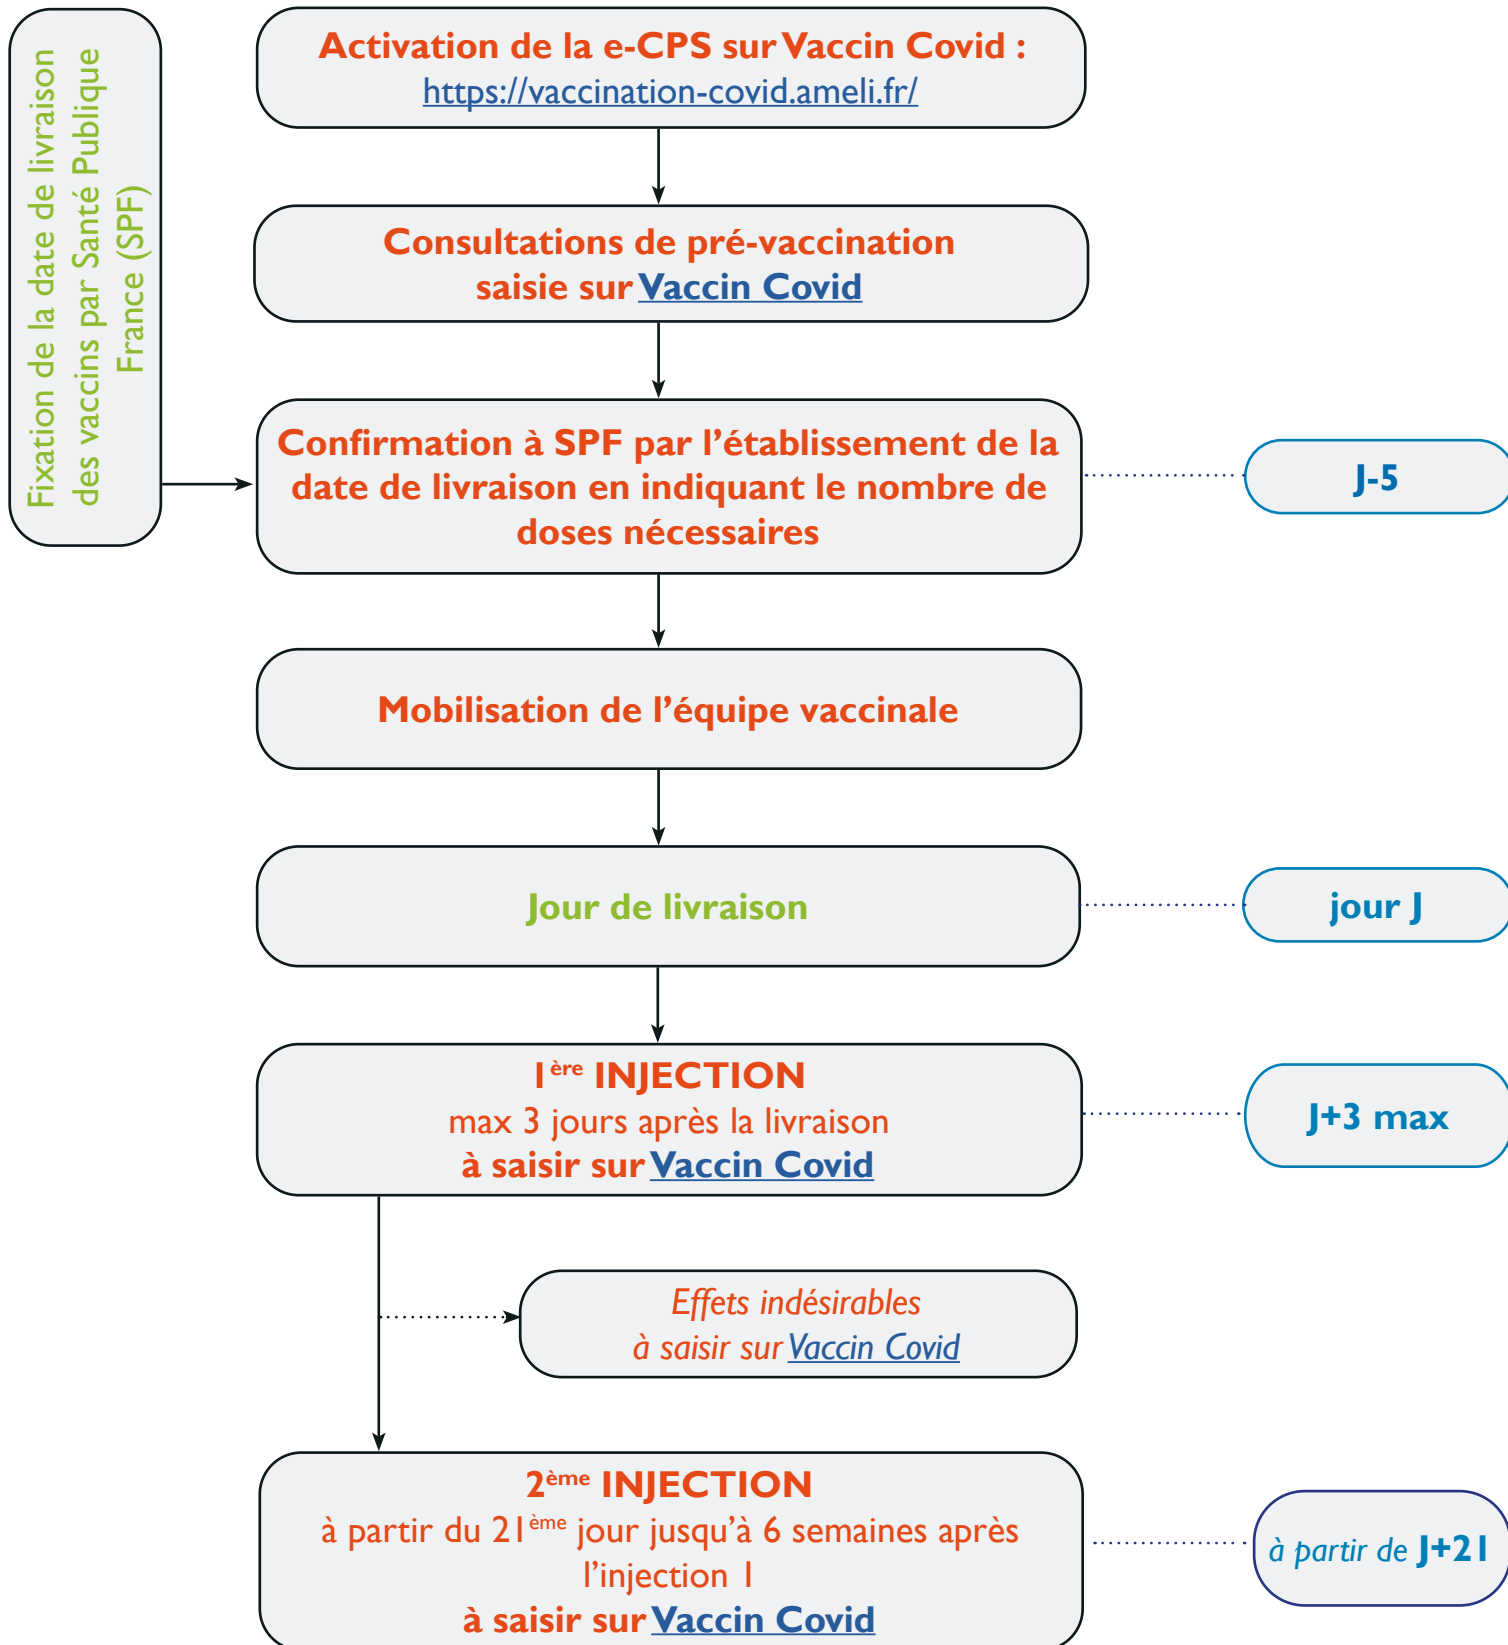 Fixation de la date de livraison
des vaccins par Santé Publique
France (SPF)
Activation de la e-CPS sur Vaccin Covid :
https://vaccination-covid.ameli.fr/
Consultations de pré-vaccination
saisie sur Vaccin Covid
Confirmation à SPF par l’établissement de la
date de livraison en indiquant le nombre de
doses nécessaires
J-5
Mobilisation de l’équipe vaccinale
Jour de livraison
jour J
1ère INJECTION
max 3 jours après la livraison
à saisir sur Vaccin Covid
J+3 max
Effets indésirables
à saisir sur Vaccin Covid
2ème INJECTION
à partir du 21ème jour jusqu’à 6 semaines après
l’injection 1
à saisir sur Vaccin Covid
à partir de J+21